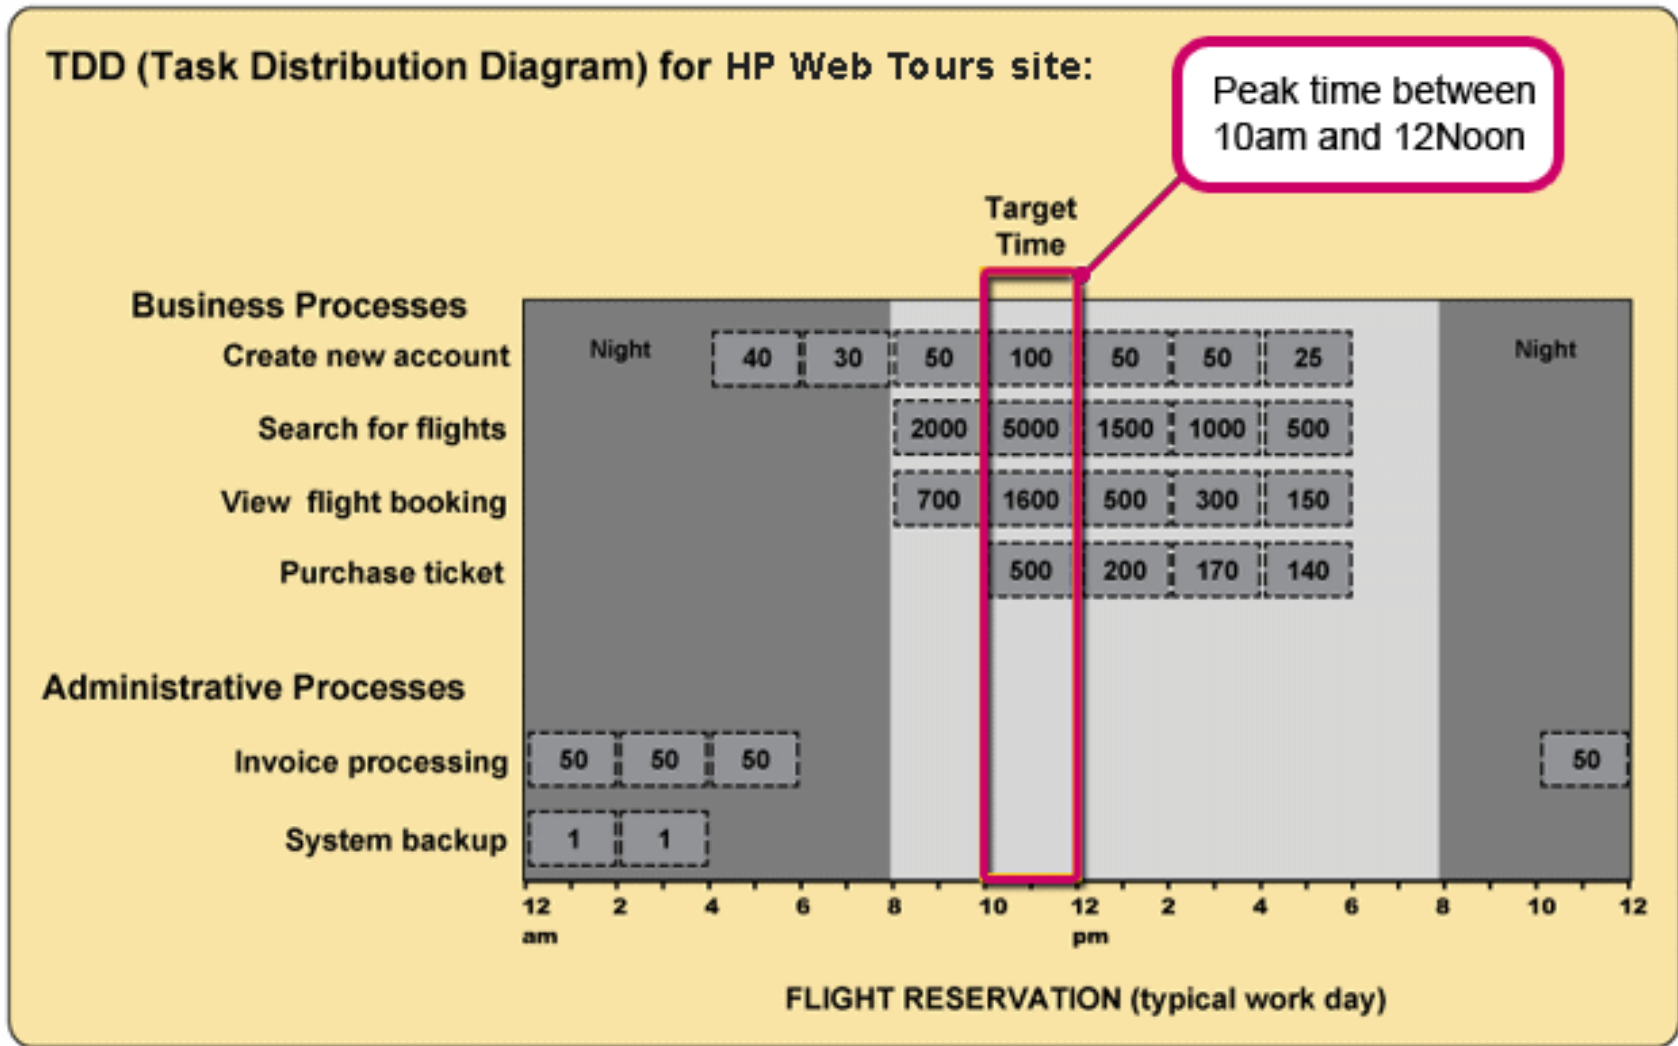 TDD (Task Distribution Diagram) for HP Web Tours site:
Peak time between
10am and 12Noon
Target
Time
Business Processes
Night
Night
Create new account 40 30 50 100 50 50 25
Search for flights 2000 5000 1500 1000 500
View flight booking 700 1600 500 300 150
Purchase ticket 500 200 170 140
Administrative Processes
Invoice processing 50 50 50 50
System backup 1 1
12 2 4 6 8 10 12 2 4 6 8 10 12
am pm
FLIGHT RESERVATION (typical work day)